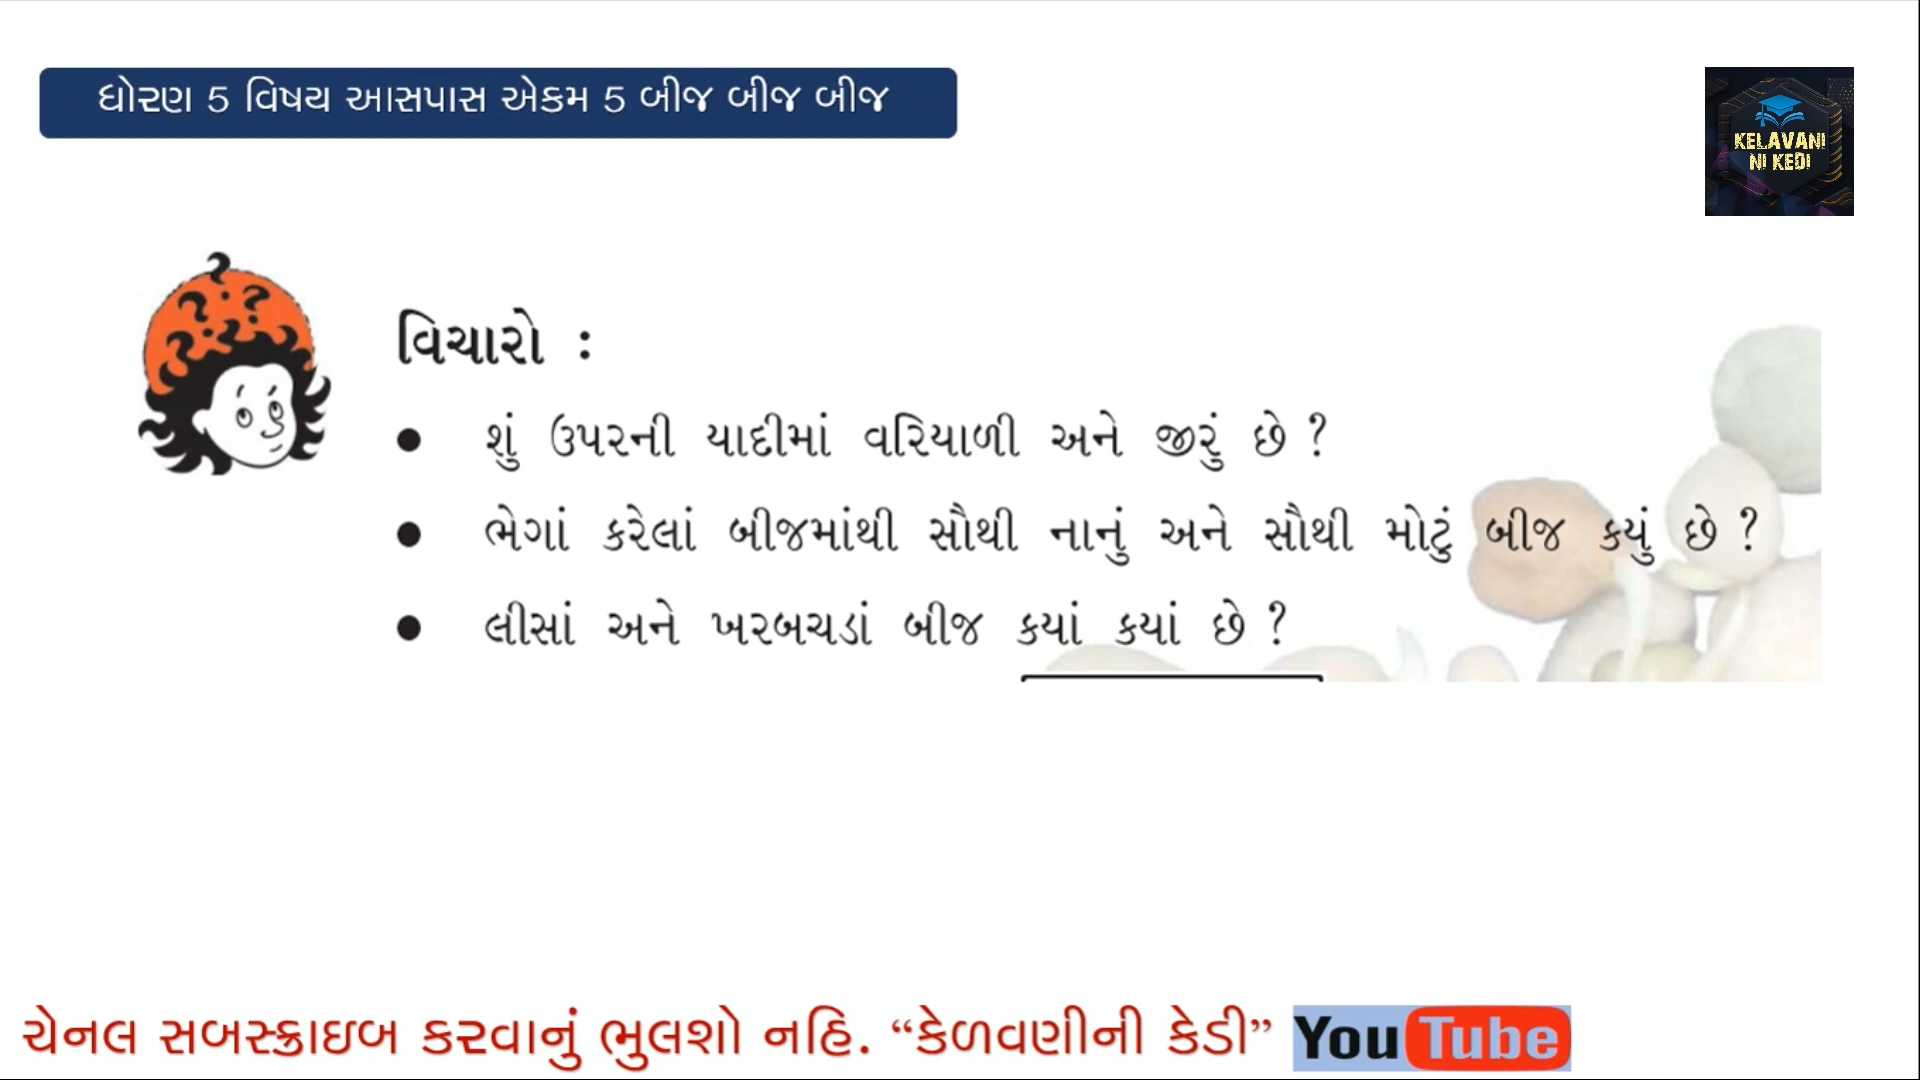 ધોરણ 5 વિષય આસપાસ એકમ 5 બીજ બીજ બીજ
KELAVANI
NI KEDI
વિચારો :
● શું ઉપરની યાદીમાં વરિયાળી અને જીરું છે ?
● ભેગાં કરેલાં બીજમાંથી સૌથી નાનું અને સૌથી મોટું બીજ કયું છે ?
● લીસાં અને ખરબચડાં બીજ કયાં કયાં છે ?
ચેનલ સબસ્ક્રાઇબ કરવાનું ભુલશો નહિ. “કેળવણીની કેડી” YouTube